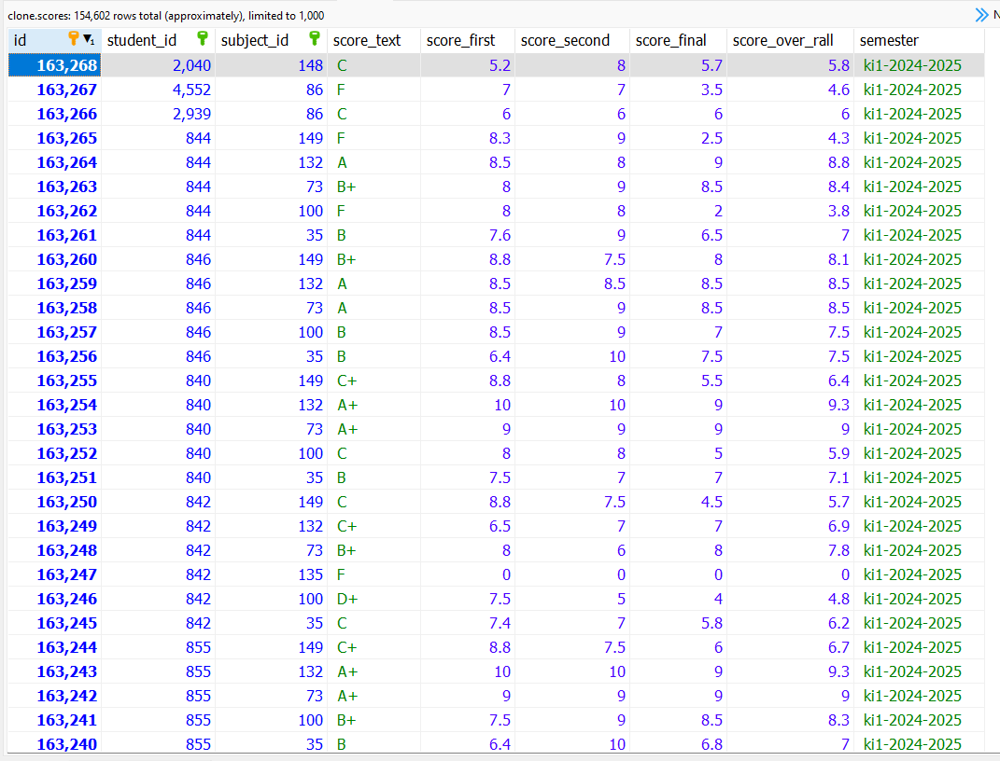 clone.scores: 154,602 rows total (approximately), limited to 1,000 N
id 1 student_id subject_id score_text score_first score_second score_final score_over_rall semester
163,268 2,040 148 C 5.2 8 5.7 5.8 ki1-2024-2025
163,267 4,552 86 F 7 7 3.5 4.6 ki1-2024-2025
163,266 2,939 86 C 6 6 6 6 ki1-2024-2025
163,265 844 149 F 8.3 9 2.5 4.3 ki1-2024-2025
163,264 844 132 A 8.5 8 9 8.8 ki1-2024-2025
163,263 844 73 B+ 8 9 8.5 8.4 ki1-2024-2025
163,262 844 100 F 8 8 2 3.8 ki1-2024-2025
163,261 844 35 B 7.6 9 6.5 7 ki1-2024-2025
163,260 846 149 B+ 8.8 7.5 8 8.1 ki1-2024-2025
163,259 846 132 A 8.5 8.5 8.5 8.5 ki1-2024-2025
163,258 846 73 A 8.5 9 8.5 8.5 ki1-2024-2025
163,257 846 100 B 8.5 9 7 7.5 ki1-2024-2025
163,256 846 35 B 6.4 10 7.5 7.5 ki1-2024-2025
163,255 840 149 C+ 8.8 8 5.5 6.4 ki1-2024-2025
163,254 840 132 A+ 10 10 9 9.3 ki1-2024-2025
163,253 840 73 A+ 9 9 9 9 ki1-2024-2025
163,252 840 100 C 8 8 5 5.9 ki1-2024-2025
163,251 840 35 B 7.5 7 7 7.1 ki1-2024-2025
163,250 842 149 C 8.8 7.5 4.5 5.7 ki1-2024-2025
163,249 842 132 C+ 6.5 7 7 6.9 ki1-2024-2025
163,248 842 73 B+ 8 6 8 7.8 ki1-2024-2025
163,247 842 135 F 0 0 0 0 ki1-2024-2025
163,246 842 100 D+ 7.5 5 4 4.8 ki1-2024-2025
163,245 842 35 C 7.4 7 5.8 6.2 ki1-2024-2025
163,244 855 149 C+ 8.8 7.5 6 6.7 ki1-2024-2025
163,243 855 132 A+ 10 10 9 9.3 ki1-2024-2025
163,242 855 73 A+ 9 9 9 9 ki1-2024-2025
163,241 855 100 B+ 7.5 9 8.5 8.3 ki1-2024-2025
163,240 855 35 B 6.4 10 6.8 7 ki1-2024-2025